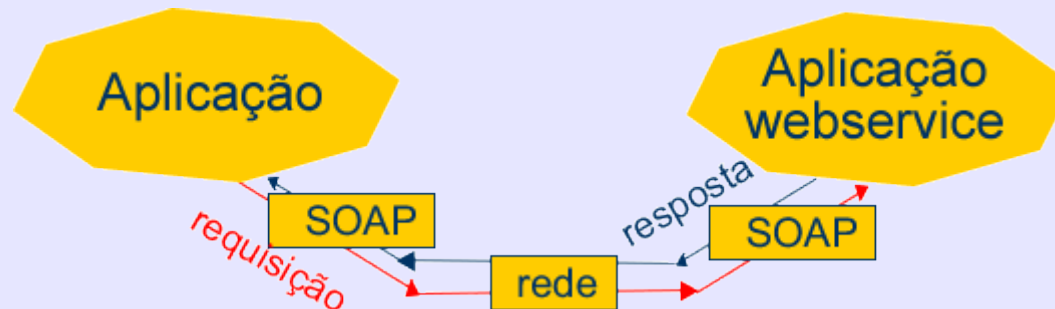 Aplicação
Aplicação
webservice
requisição
SOAP
resposta
SOAP
rede